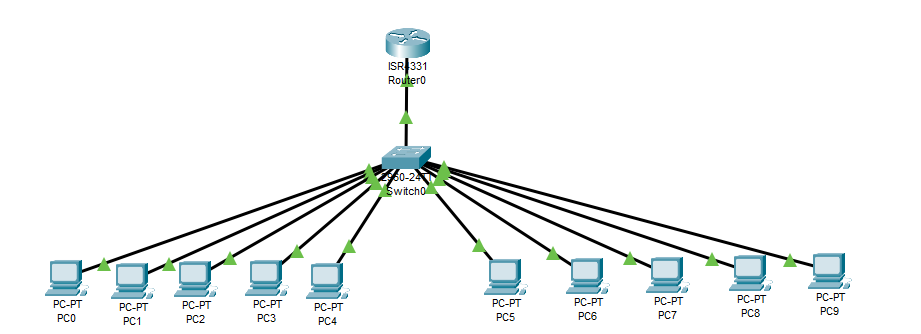 ISR4331
Router0
2960-24TT
Switch0
PC-PT
PC0
PC-PT
PC1
PC-PT
PC2
PC-PT
PC3
PC-PT
PC4
PC-PT
PC5
PC-PT
PC6
PC-PT
PC7
PC-PT
PC8
PC-PT
PC9